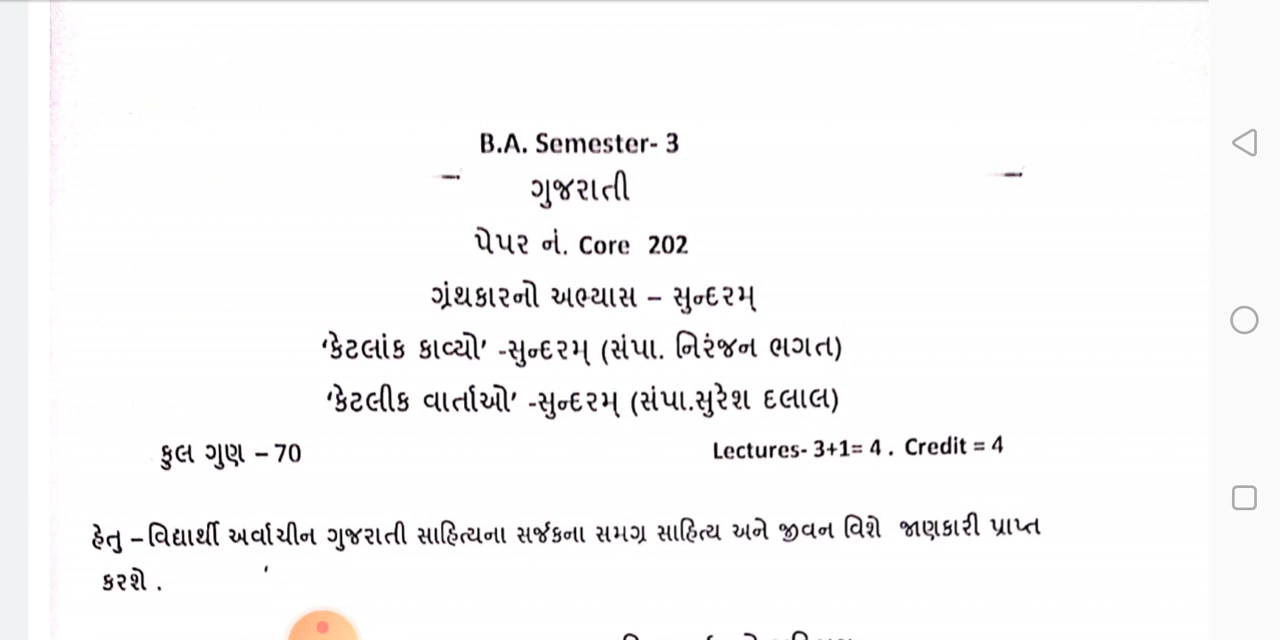 B.A. Semester- 3
ગુજરાતી
પેપર નં. Core 202
ગ્રંથકારનો અભ્યાસ – સુન્દરમ્
'કેટલાંક કાવ્યો' -સુન્દરમ્ (સંપા. નિરંજન ભગત)
'કેટલીક વાર્તાઓ' -સુન્દરમ્ (સંપા.સુરેશ દલાલ)
કુલ ગુણ – 70 Lectures- 3+1= 4 . Credit = 4
હેતુ – વિદ્યાર્થી અર્વાચીન ગુજરાતી સાહિત્યના સર્જકના સમગ્ર સાહિત્ય અને જીવન વિશે જાણકારી પ્રાપ્ત
કરશે .